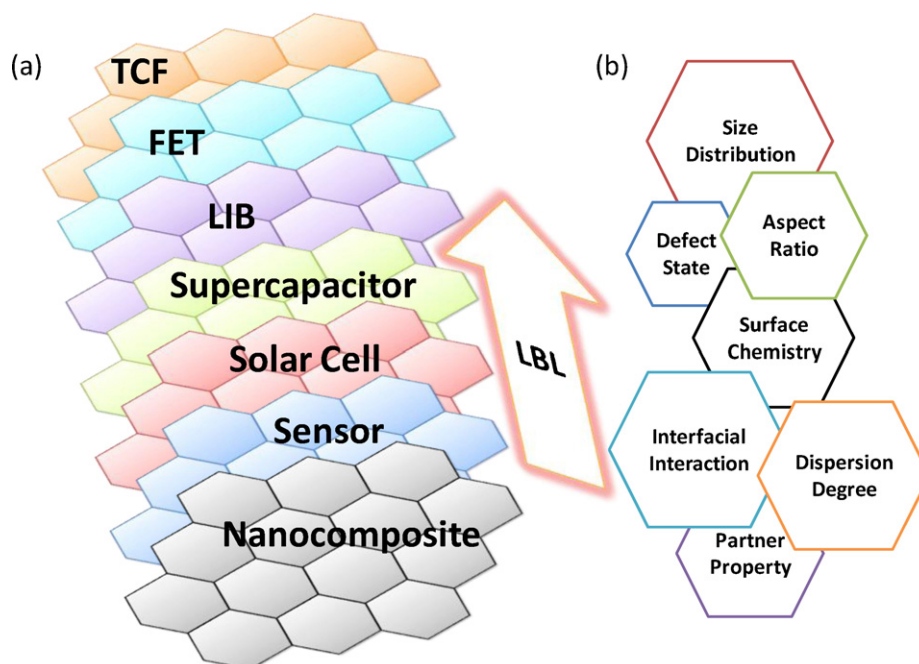 (a)
TCF
FET
LIB
Supercapacitor
Solar Cell
Sensor
Nanocomposite
LBL
(b)
Size
Distribution
Defect
State
Aspect
Ratio
Surface
Chemistry
Interfacial
Interaction
Dispersion
Degree
Partner
Property